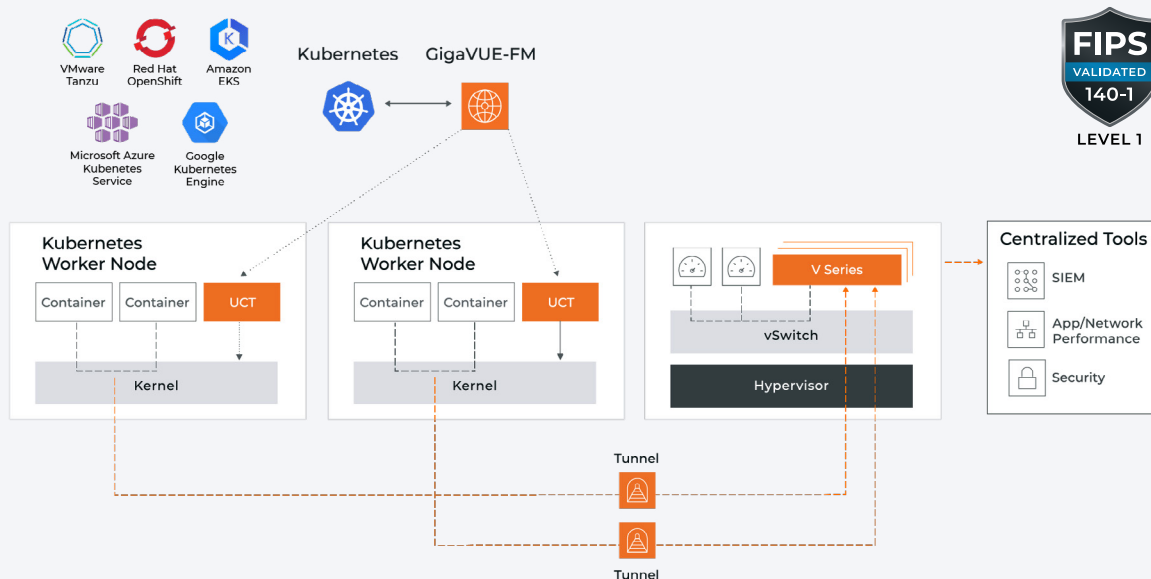 VMware
Tanzu
Red Hat
OpenShift
Amazon
EKS
Microsoft Azure
Kubenetes
Service
Google
Kubernetes
Engine
Kubernetes
GigaVUE-FM
FIPS
VALIDATED
140-1
LEVEL 1
Kubernetes
Worker Node
Container
Container
UCT
Kernel
Kubernetes
Worker Node
Container
Container
UCT
Kernel
V Series
vSwitch
Hypervisor
Centralized Tools
SIEM
App/Network
Performance
Security
Tunnel
Tunnel